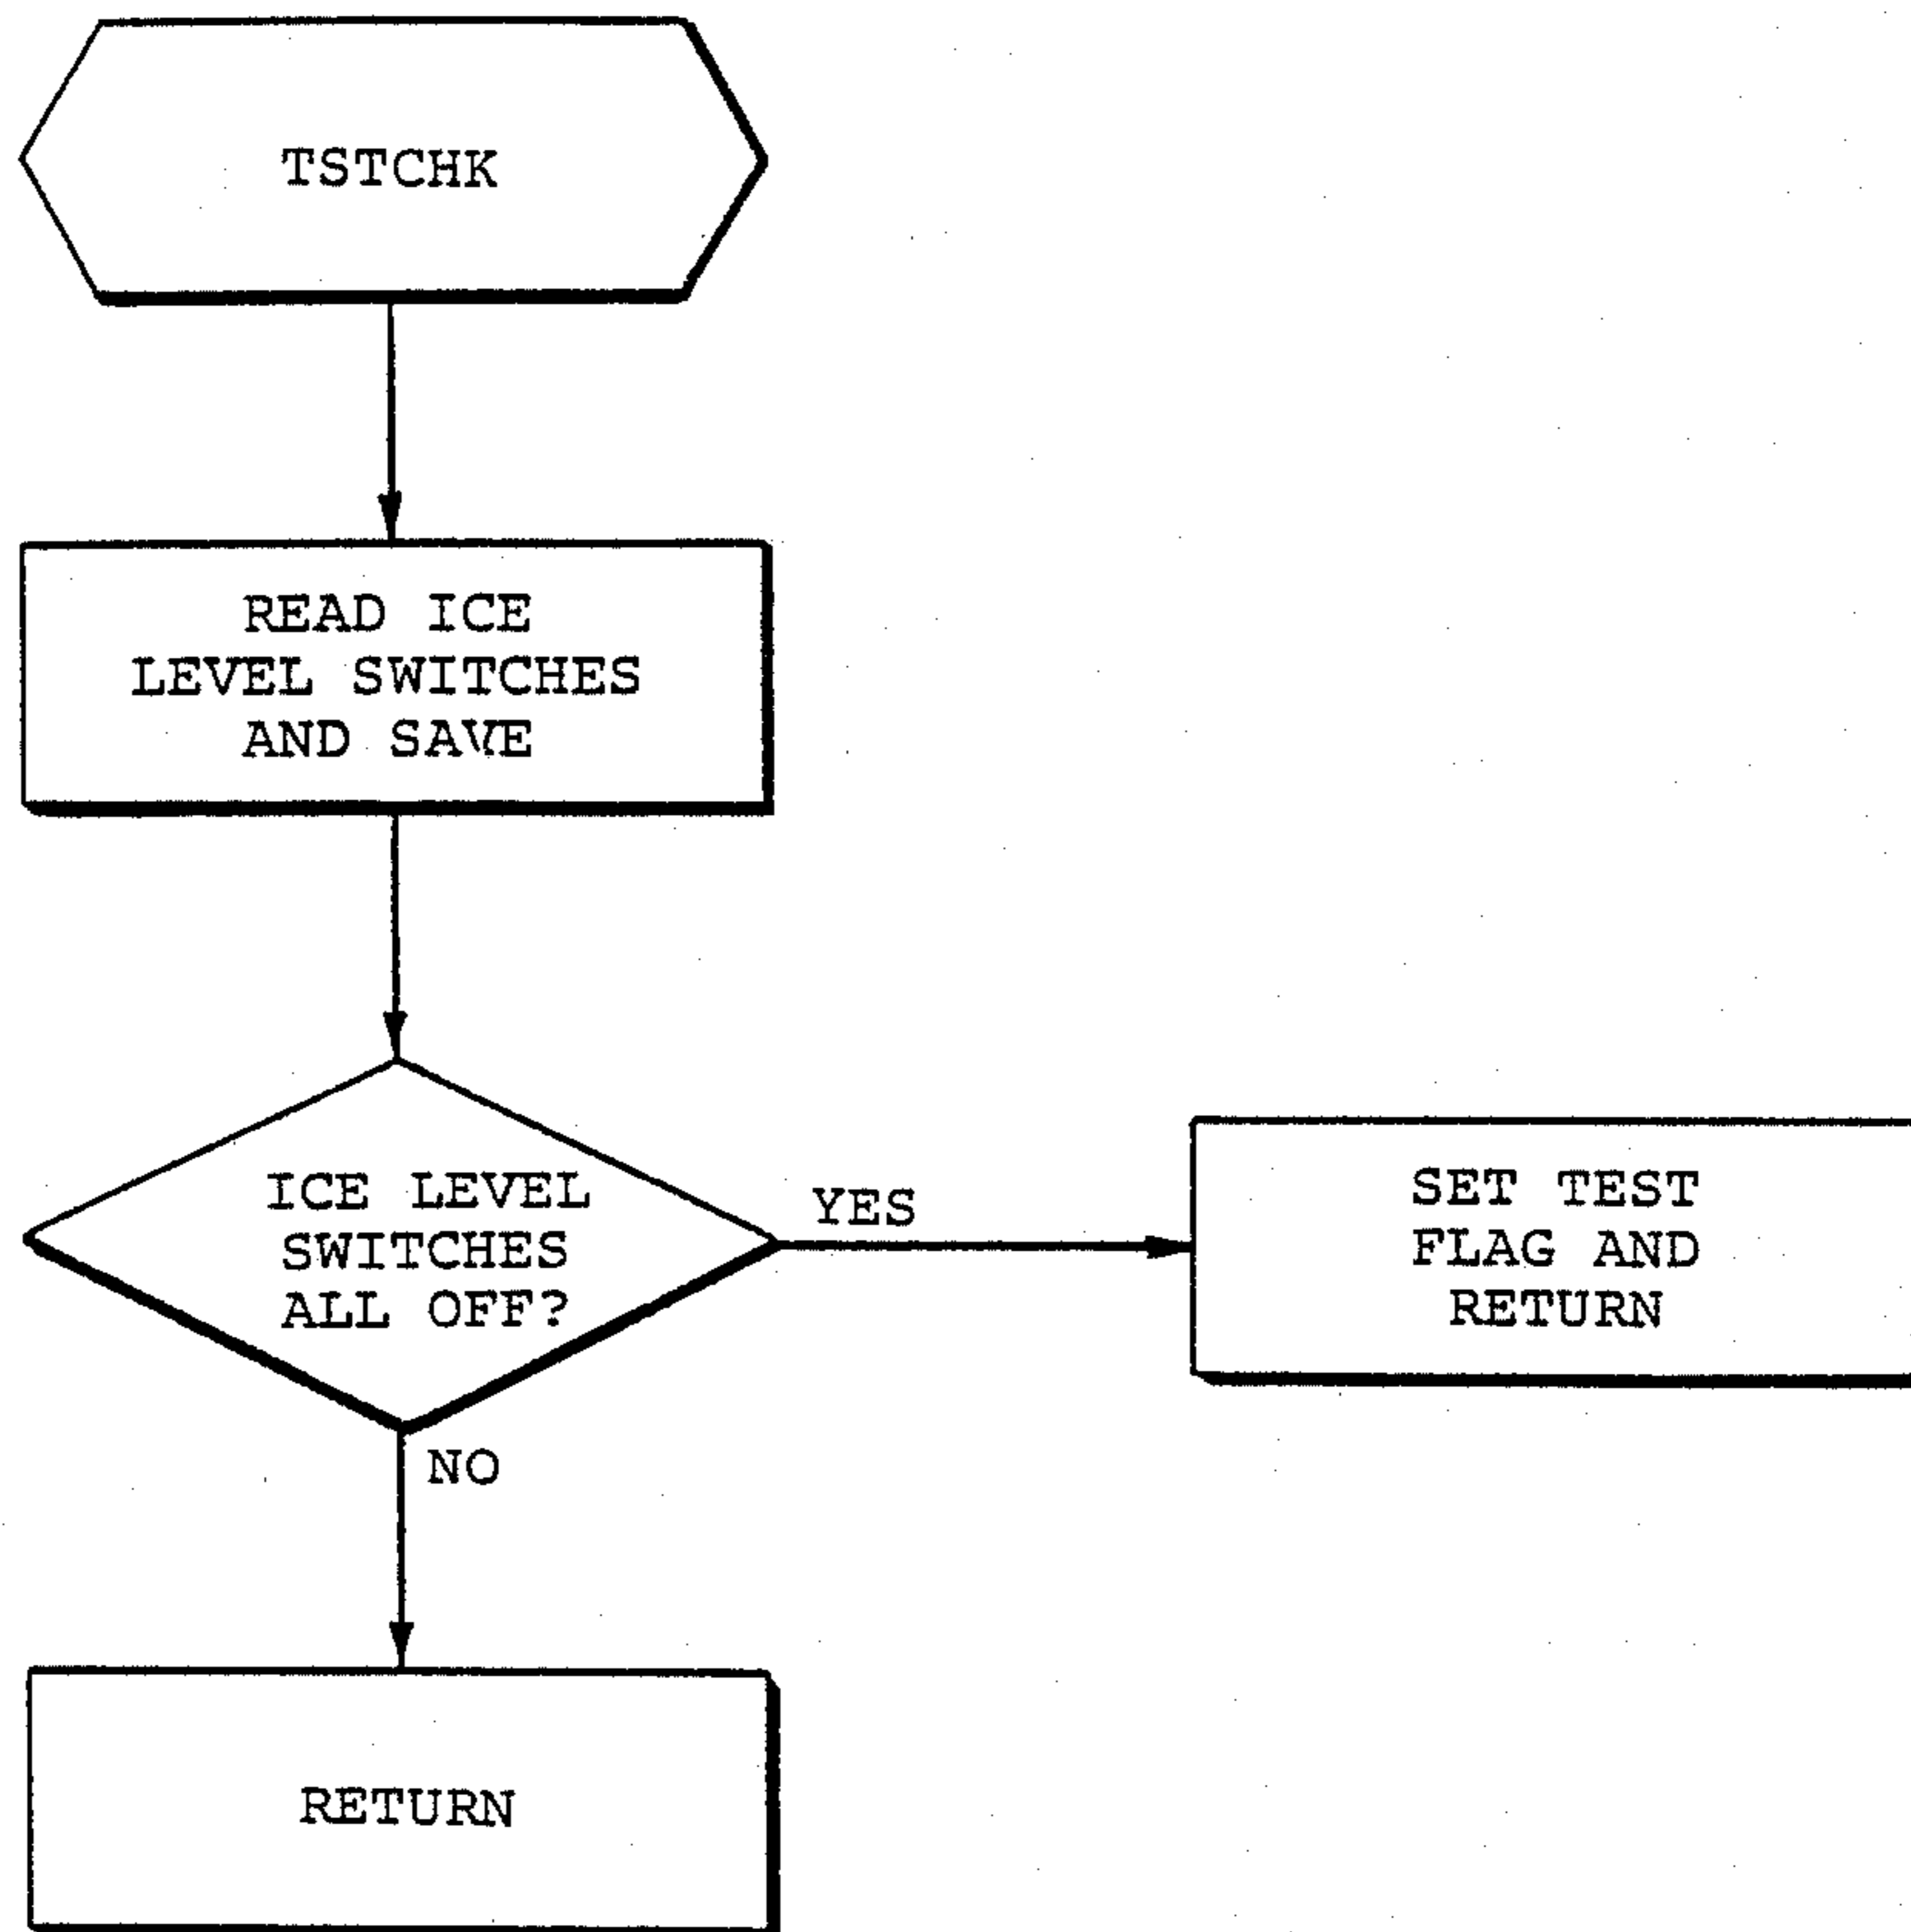 TSTCHK
READ ICE
LEVEL SWITCHES
AND SAVE
ICE LEVEL
SWITCHES
ALL OFF?
YES
SET TEST
FLAG AND
RETURN
NO
RETURN